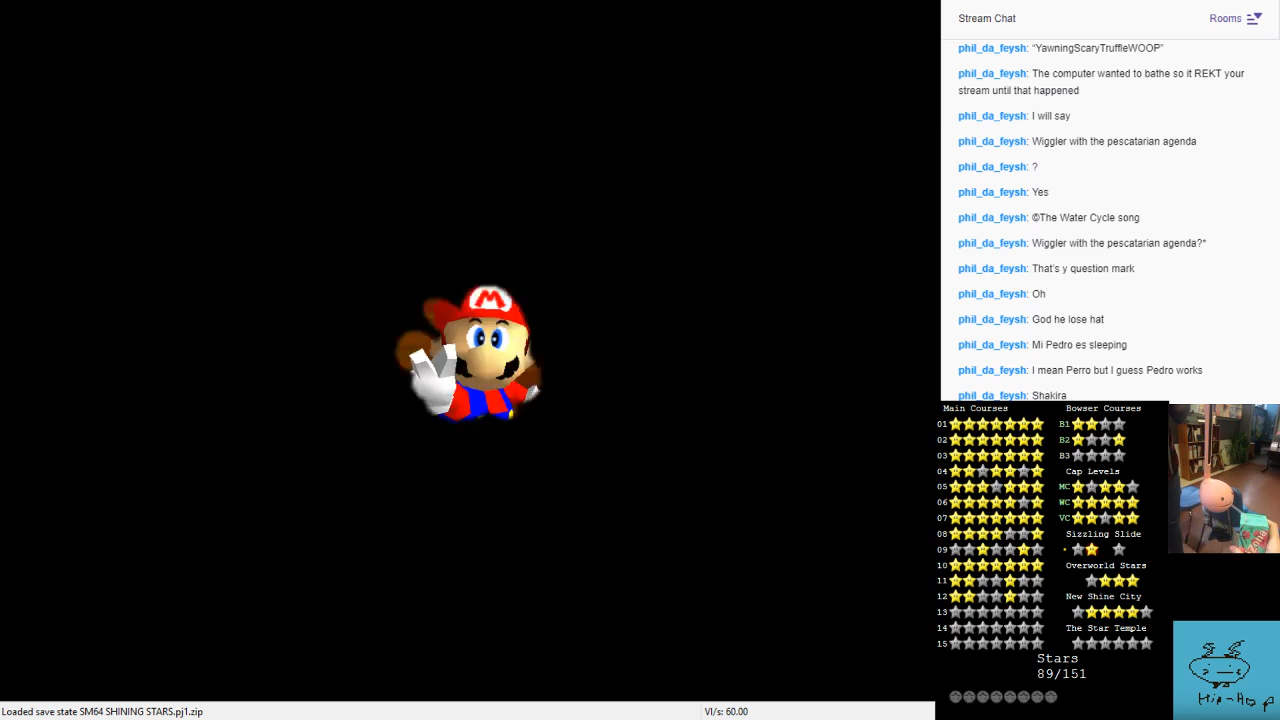 Stream Chat
Rooms
phil_da_feysh: “YawningScaryTruffleWOOP”
phil_da_feysh: The computer wanted to bathe so it REKT your
stream until that happened
phil_da_feysh: I will say
phil_da_feysh: Wiggler with the pescatarian agenda
phil_da_feysh: ?
phil_da_feysh: Yes
phil_da_feysh: ©The Water Cycle song
phil_da_feysh: Wiggler with the pescatarian agenda?*
phil_da_feysh: That's y question mark
phil_da_feysh: Oh
phil_da_feysh: God he lose hat
phil_da_feysh: Mi Pedro es sleeping
phil_da_feysh: I mean Perro but I guess Pedro works
phil_da_feysh: Shakira
Main Courses
01
02
03
04
05
06
07
08
09
10
11
12
13
14
15
Bowser Courses
B1
B2
B3
Cap Levels
MC
WC
VC
Sizzling Slide
Overworld Stars
New Shine City
The Star Temple
Stars
89/151
M
Hip-Hop
Loaded save state SM64 SHINING STARS.pj1.zip
VI/s: 60.00